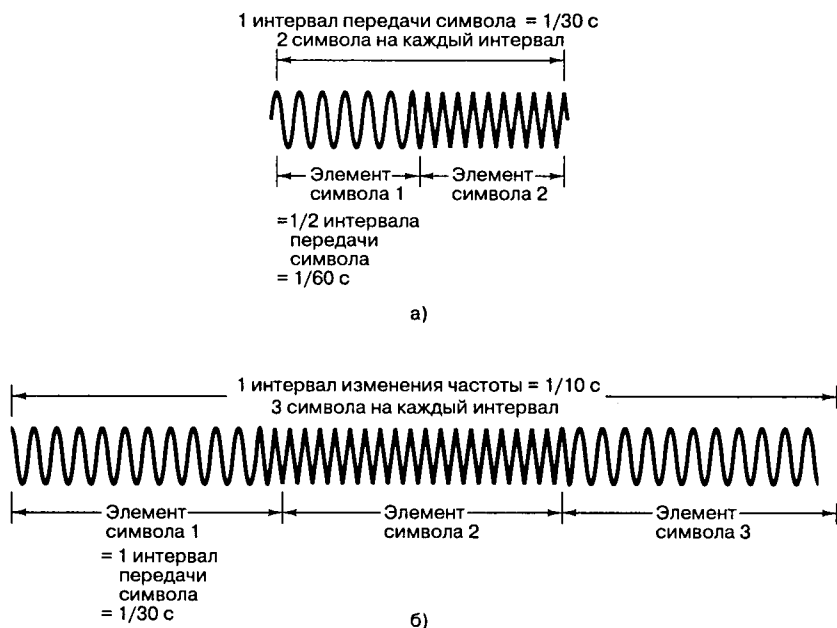 1 интервал передачи символа = 1/30 с
2 символа на каждый интервал
Элемент символа 1
Элемент символа 2
=1/2 интервала
передачи
символа
= 1/60 с
а)
1 интервал изменения частоты = 1/10 с
3 символа на каждый интервал
Элемент символа 1
Элемент символа 2
Элемент символа 3
= 1 интервал
передачи
символа
= 1/30 с
б)